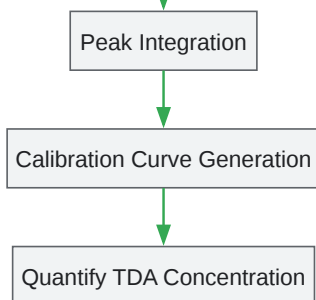 Peak Integration
Calibration Curve Generation
Quantify TDA Concentration